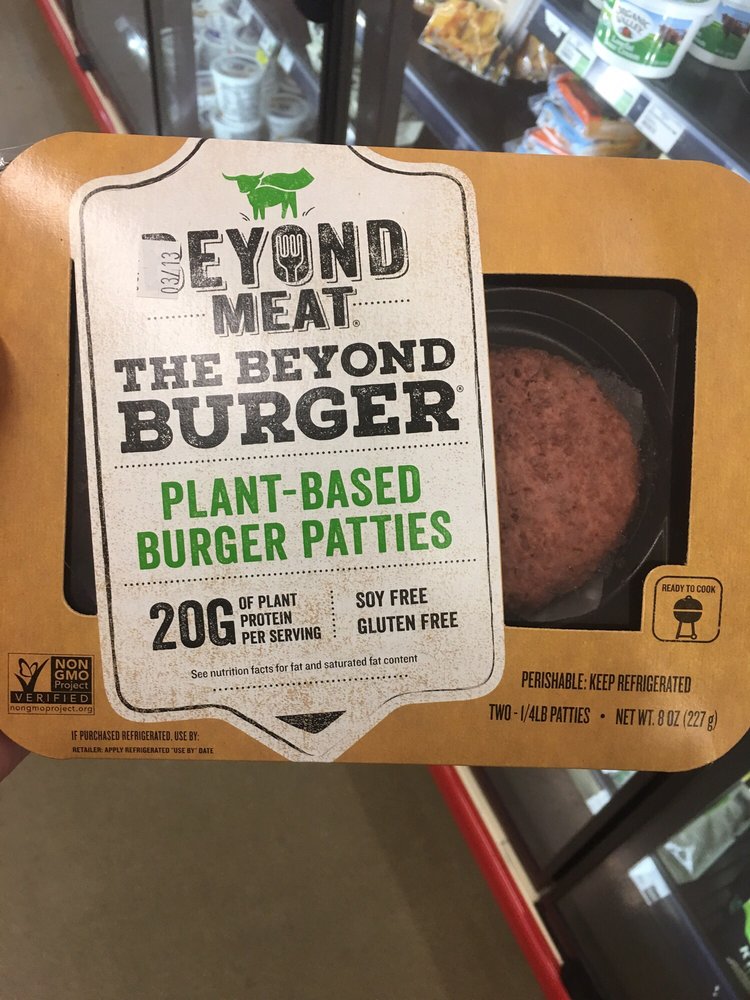 ORGANIC
VALLEY
03/13
BEYOND
MEAT®
THE BEYOND
BURGER®
PLANT-BASED
BURGER PATTIES
20G OF PLANT
PROTEIN
PER SERVING
SOY FREE
GLUTEN FREE
See nutrition facts for fat and saturated fat content
READY TO COOK
NON
GMO
Project
VERIFIED
nongmoproject.org
PERISHABLE: KEEP REFRIGERATED
TWO - 1/4LB PATTIES • NET WT. 8 OZ (227 g)
IF PURCHASED REFRIGERATED, USE BY:
RETAILER: APPLY REFRIGERATED "USE BY" DATE